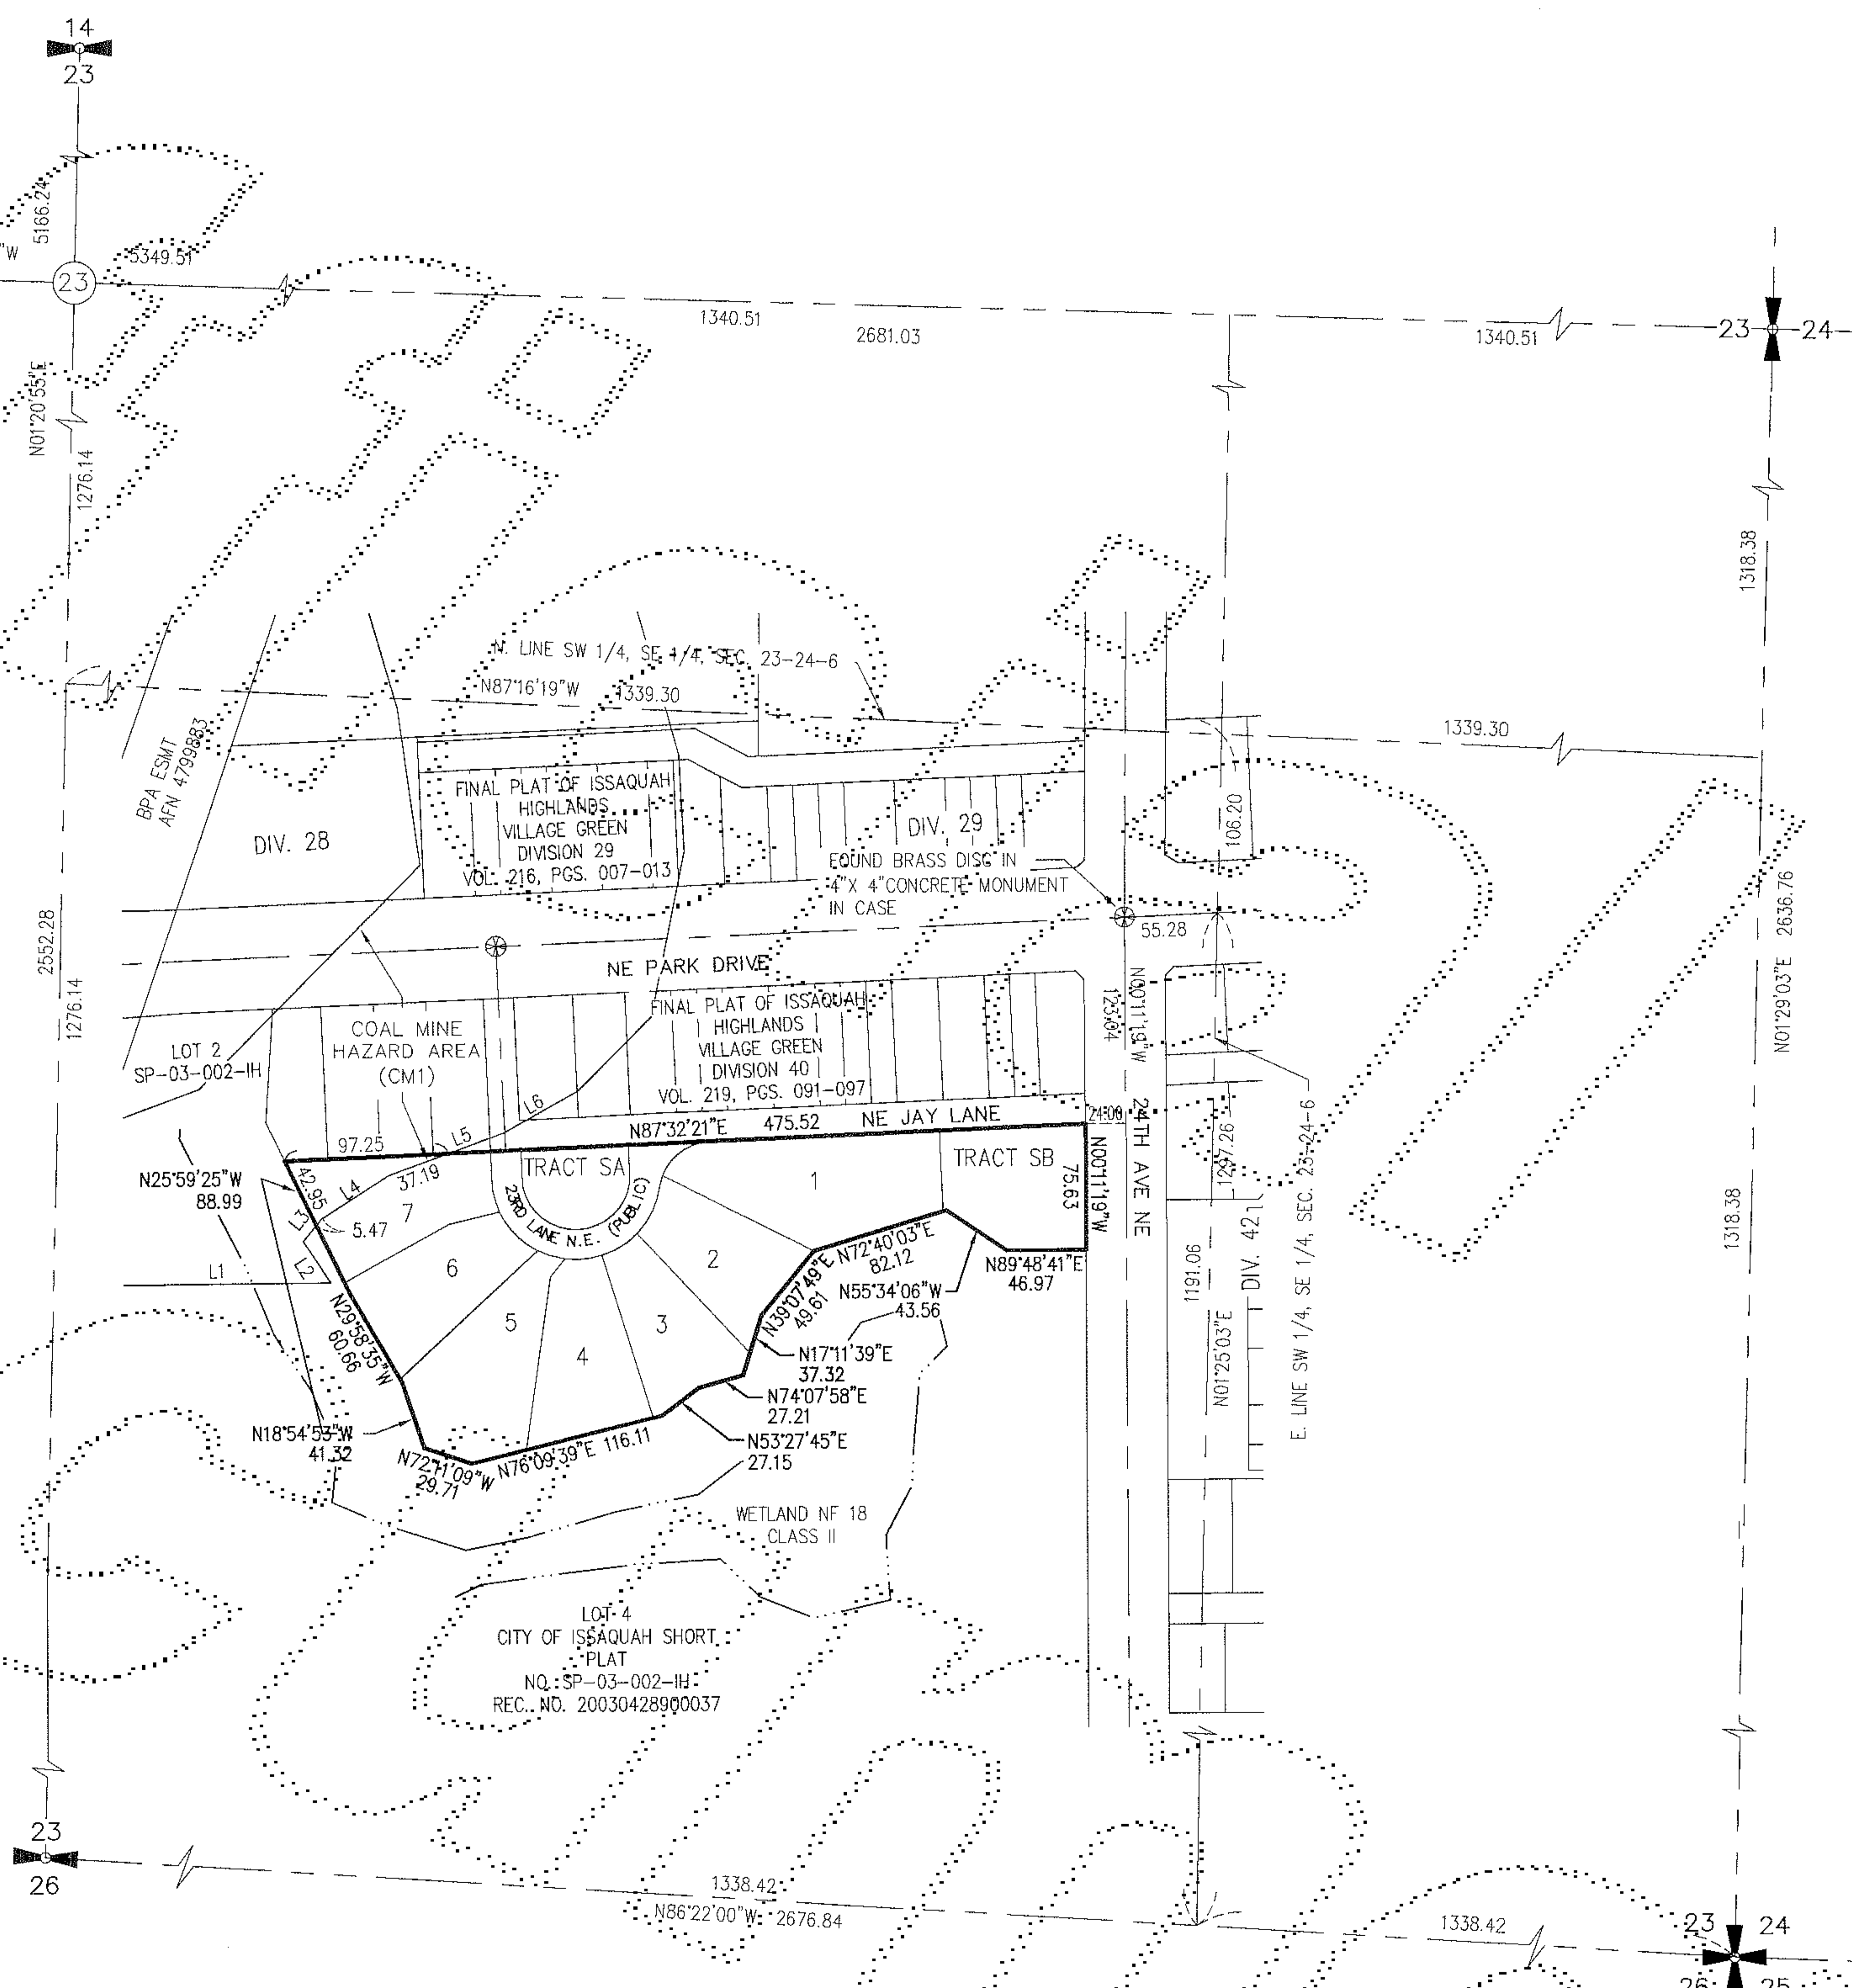 14
23
5166.24
"W
5349.51
23
1340.51
2681.03
1340.51
23
24
N01°20'55"E
1276.14
1318.38
N. LINE SW 1/4, SE 1/4, SEC. 23-24-6
N87°16'19"W 1339.30
1339.30
BPA ESMT
AFN 4799883
DIV. 28
FINAL PLAT OF ISSAQUAH
HIGHLANDS
VILLAGE GREEN
DIVISION 29
VOL. 216, PGS. 007-013
DIV. 29
FOUND BRASS DISC IN
4"X 4"CONCRETE MONUMENT
IN CASE
106.20
55.28
2552.28
1276.14
N01°29'03"E 2636.76
NE PARK DRIVE
N00°11'19"W
123.04
LOT 2
SP-03-002-IH
COAL MINE
HAZARD AREA
(CM1)
FINAL PLAT OF ISSAQUAH
HIGHLANDS
VILLAGE GREEN
DIVISION 40
VOL. 219, PGS. 091-097
L6
L5
97.25
N87°32'21"E 475.52
NE JAY LANE
24.00
24TH AVE NE
1297.26
E. LINE SW 1/4, SE 1/4, SEC. 23-24-6
N25°59'25"W
88.99
42.95
L4
37.19
7
5.47
L3
L2
L1
TRACT SA
23RD LANE N.E. (PUBLIC)
1
TRACT SB
75.63
N00°11'19"W
2
6
5
4
3
N72°40'03"E
82.12
N39°07'49"E
49.61
N55°34'06"W
43.56
N89°48'41"E
46.97
1191.06
DIV. 42
N01°25'03"E
1318.38
N29°58'35"W
60.66
N17°11'39"E
37.32
N74°07'58"E
27.21
N53°27'45"E
27.15
N18°54'53"W
41.32
N72°11'09"W
29.71
N76°09'39"E 116.11
WETLAND NF 18
CLASS II
LOT 4
CITY OF ISSAQUAH SHORT
PLAT
NO. SP-03-002-IH
REC. NO. 20030428900037
23
26
1338.42
N86°22'00"W 2676.84
1338.42
23
24
26
25